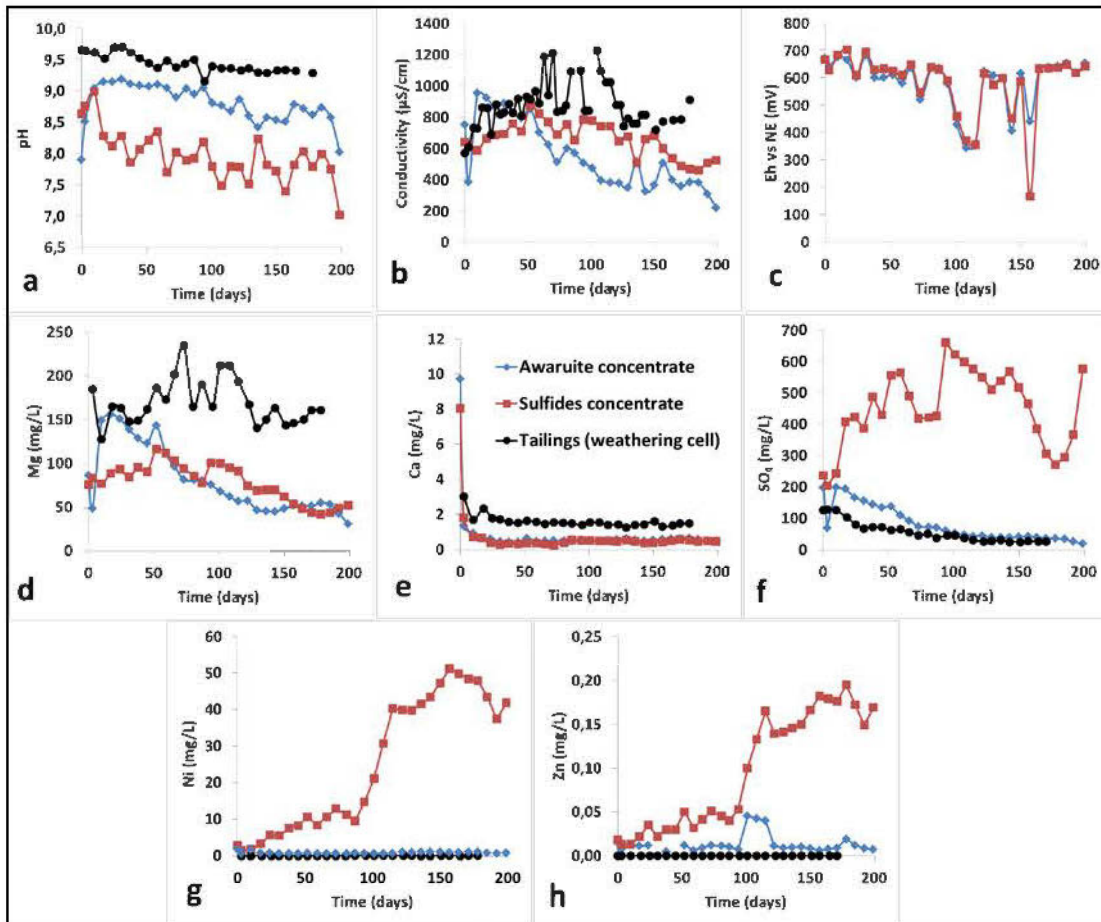 10,0
9,5
9,0
8,5
8,0
7,5
7,0
6,5
pH
0 50 100 150 200
Time (days)
a
1400
1200
1000
800
600
400
200
0
Conductivity (µS/cm)
0 50 100 150 200
Time (days)
b
800
700
600
500
400
300
200
100
0
Eh vs NE (mV)
0 50 100 150 200
Time (days)
c
250
200
150
100
50
0
Mg (mg/L)
0 50 100 150 200
Time (days)
d
12
10
8
6
4
2
0
Ca (mg/L)
Awaruite concentrate
Sulfides concentrate
Tailings (weathering cell)
0 50 100 150 200
Time (days)
e
700
600
500
400
300
200
100
0
SO₄ (mg/L)
0 50 100 150 200
Time (days)
f
60
50
40
30
20
10
0
Ni (mg/L)
0 50 100 150 200
Time (days)
g
0,25
0,20
0,15
0,10
0,05
0,00
Zn (mg/L)
0 50 100 150 200
Time (days)
h